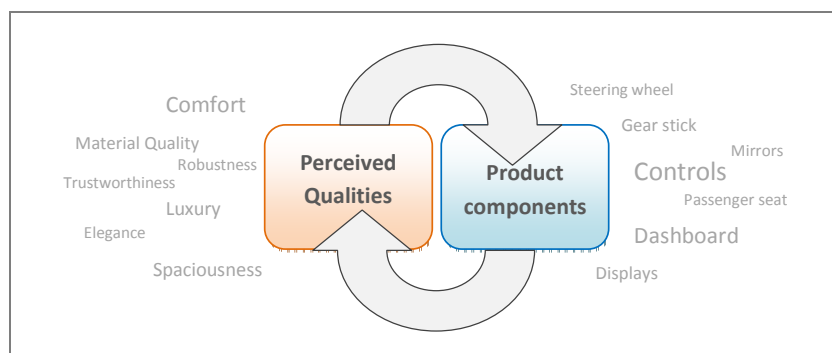 Comfort
Material Quality
Robustness
Trustworthiness
Luxury
Elegance
Spaciousness
Perceived
Qualities
Product
components
Steering wheel
Gear stick
Mirrors
Controls
Passenger seat
Dashboard
Displays